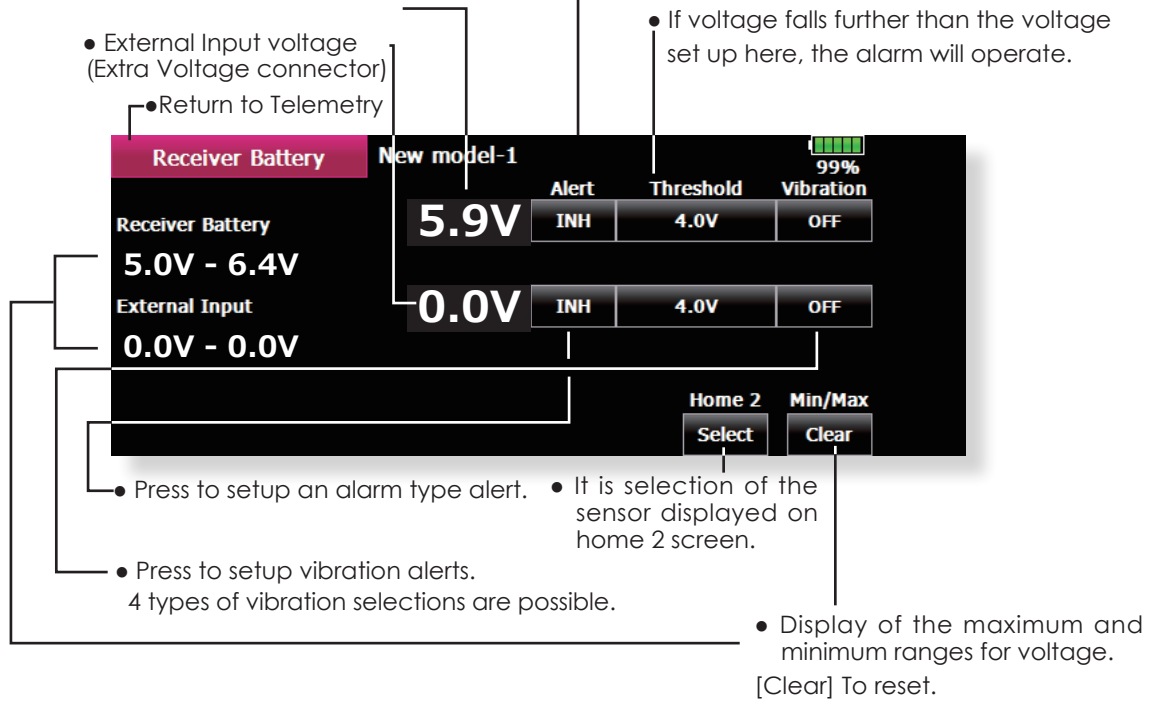 ● If voltage falls further than the voltage
set up here, the alarm will operate.
● External Input voltage
(Extra Voltage connector)
●Return to Telemetry
Receiver Battery
New model-1
99%
Alert
Threshold
Vibration
Receiver Battery
5.9V
INH
4.0V
OFF
5.0V - 6.4V
External Input
0.0V
INH
4.0V
OFF
0.0V - 0.0V
Home 2
Min/Max
Select
Clear
● Press to setup an alarm type alert.
● It is selection of the
sensor displayed on
home 2 screen.
● Press to setup vibration alerts.
4 types of vibration selections are possible.
● Display of the maximum and
minimum ranges for voltage.
[Clear] To reset.